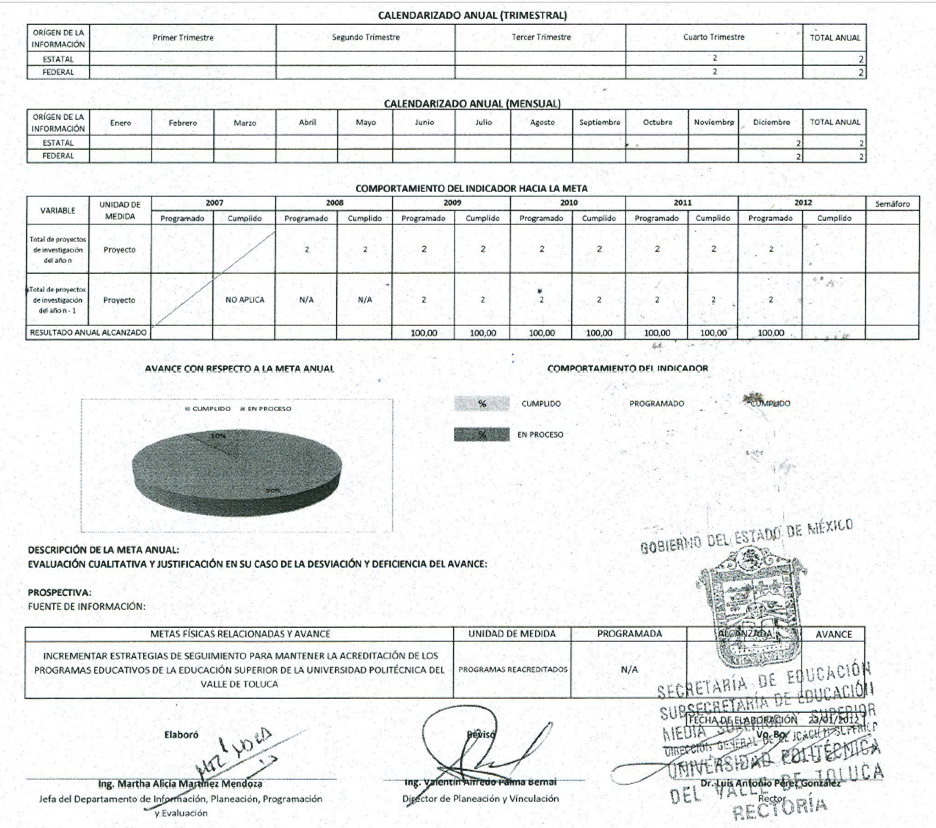 CALENDARIZADO ANUAL (TRIMESTRAL)
ORÍGEN DE LA INFORMACIÓN Primer Trimestre Segundo Trimestre Tercer Trimestre Cuarto Trimestre TOTAL ANUAL
ESTATAL 2 2
FEDERAL 2 2
CALENDARIZADO ANUAL (MENSUAL)
ORÍGEN DE LA INFORMACIÓN Enero Febrero Marzo Abril Mayo Junio Julio Agosto Septiembre Octubre Noviembre Diciembre TOTAL ANUAL
ESTATAL 2 2
FEDERAL 2 2
COMPORTAMIENTO DEL INDICADOR HACIA LA META
VARIABLE UNIDAD DE MEDIDA 2007 2008 2009 2010 2011 2012 Semáforo
Programado Cumplido Programado Cumplido Programado Cumplido Programado Cumplido Programado Cumplido Programado Cumplido
Total de proyectos de investigación del año n Proyecto 2 2 2 2 2 2 2 2 2
Total de proyectos de investigación del año n - 1 Proyecto NO APLICA N/A N/A 2 2 2 2 2 2 2
RESULTADO ANUAL ALCANZADO 100,00 100,00 100,00 100,00 100,00 100,00 100,00
AVANCE CON RESPECTO A LA META ANUAL
COMPORTAMIENTO DEL INDICADOR
CUMPLIDO EN PROCESO
10%
90%
% CUMPLIDO PROGRAMADO CUMPLIDO
% EN PROCESO
DESCRIPCIÓN DE LA META ANUAL:
EVALUACIÓN CUALITATIVA Y JUSTIFICACIÓN EN SU CASO DE LA DESVIACIÓN Y DEFICIENCIA DEL AVANCE:
PROSPECTIVA:
FUENTE DE INFORMACIÓN:
GOBIERNO DEL ESTADO DE MÉXICO
METAS FÍSICAS RELACIONADAS Y AVANCE UNIDAD DE MEDIDA PROGRAMADA ALCANZADA AVANCE
INCREMENTAR ESTRATEGIAS DE SEGUIMIENTO PARA MANTENER LA ACREDITACIÓN DE LOS
PROGRAMAS EDUCATIVOS DE LA EDUCACIÓN SUPERIOR DE LA UNIVERSIDAD POLITÉCNICA DEL
VALLE DE TOLUCA
PROGRAMAS REACREDITADOS N/A
SECRETARÍA DE EDUCACIÓN
SUBSECRETARÍA DE EDUCACIÓN
MEDIA SUPERIOR Y SUPERIOR
DIRECCIÓN GENERAL DE EDUCACIÓN SUPERIOR
UNIVERSIDAD POLITÉCNICA
DEL VALLE DE TOLUCA
RECTORÍA
FECHA DE ELABORACIÓN 23/01/2012
Elaboró
Ing. Martha Alicia Martínez Mendoza
Jefa del Departamento de Información, Planeación, Programación
y Evaluación
Revisó
Ing. Valentín Alfredo Palma Bernal
Director de Planeación y Vinculación
Vo. Bo.
Dr. Luis Antonio Pérez González
Rector